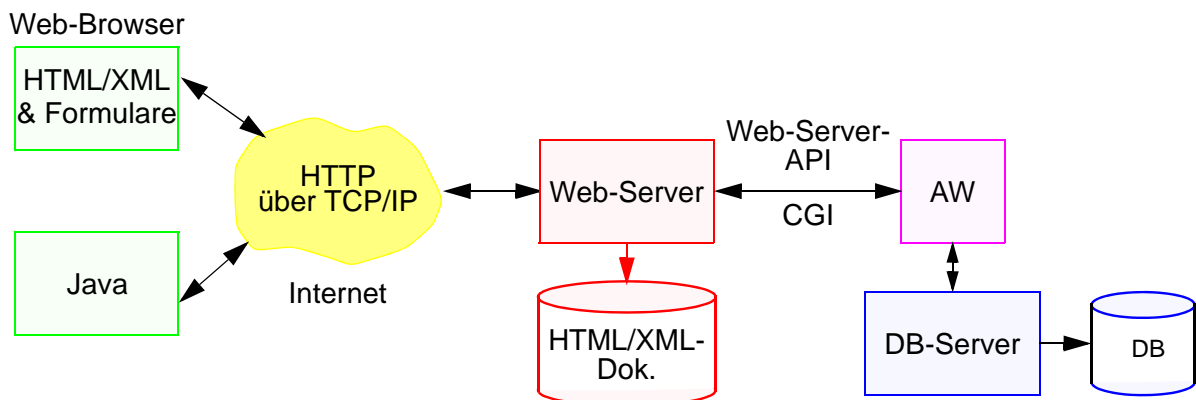 Web-Browser
HTML/XML
& Formulare
Java
HTTP
über TCP/IP
Internet
Web-Server
HTML/XML-
Dok.
Web-Server-
API
CGI
AW
DB-Server
DB